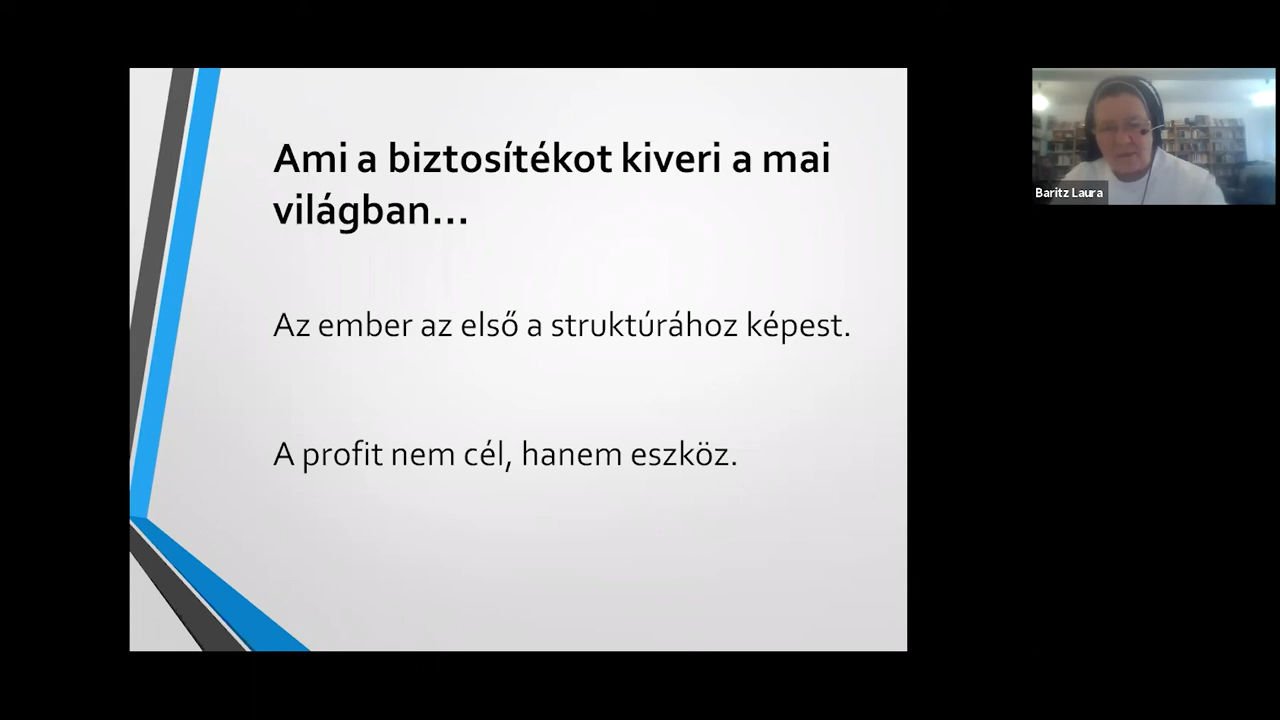 Ami a biztosítékot kiveri a mai
világban...
Az ember az első a struktúrához képest.
A profit nem cél, hanem eszköz.
Baritz Laura